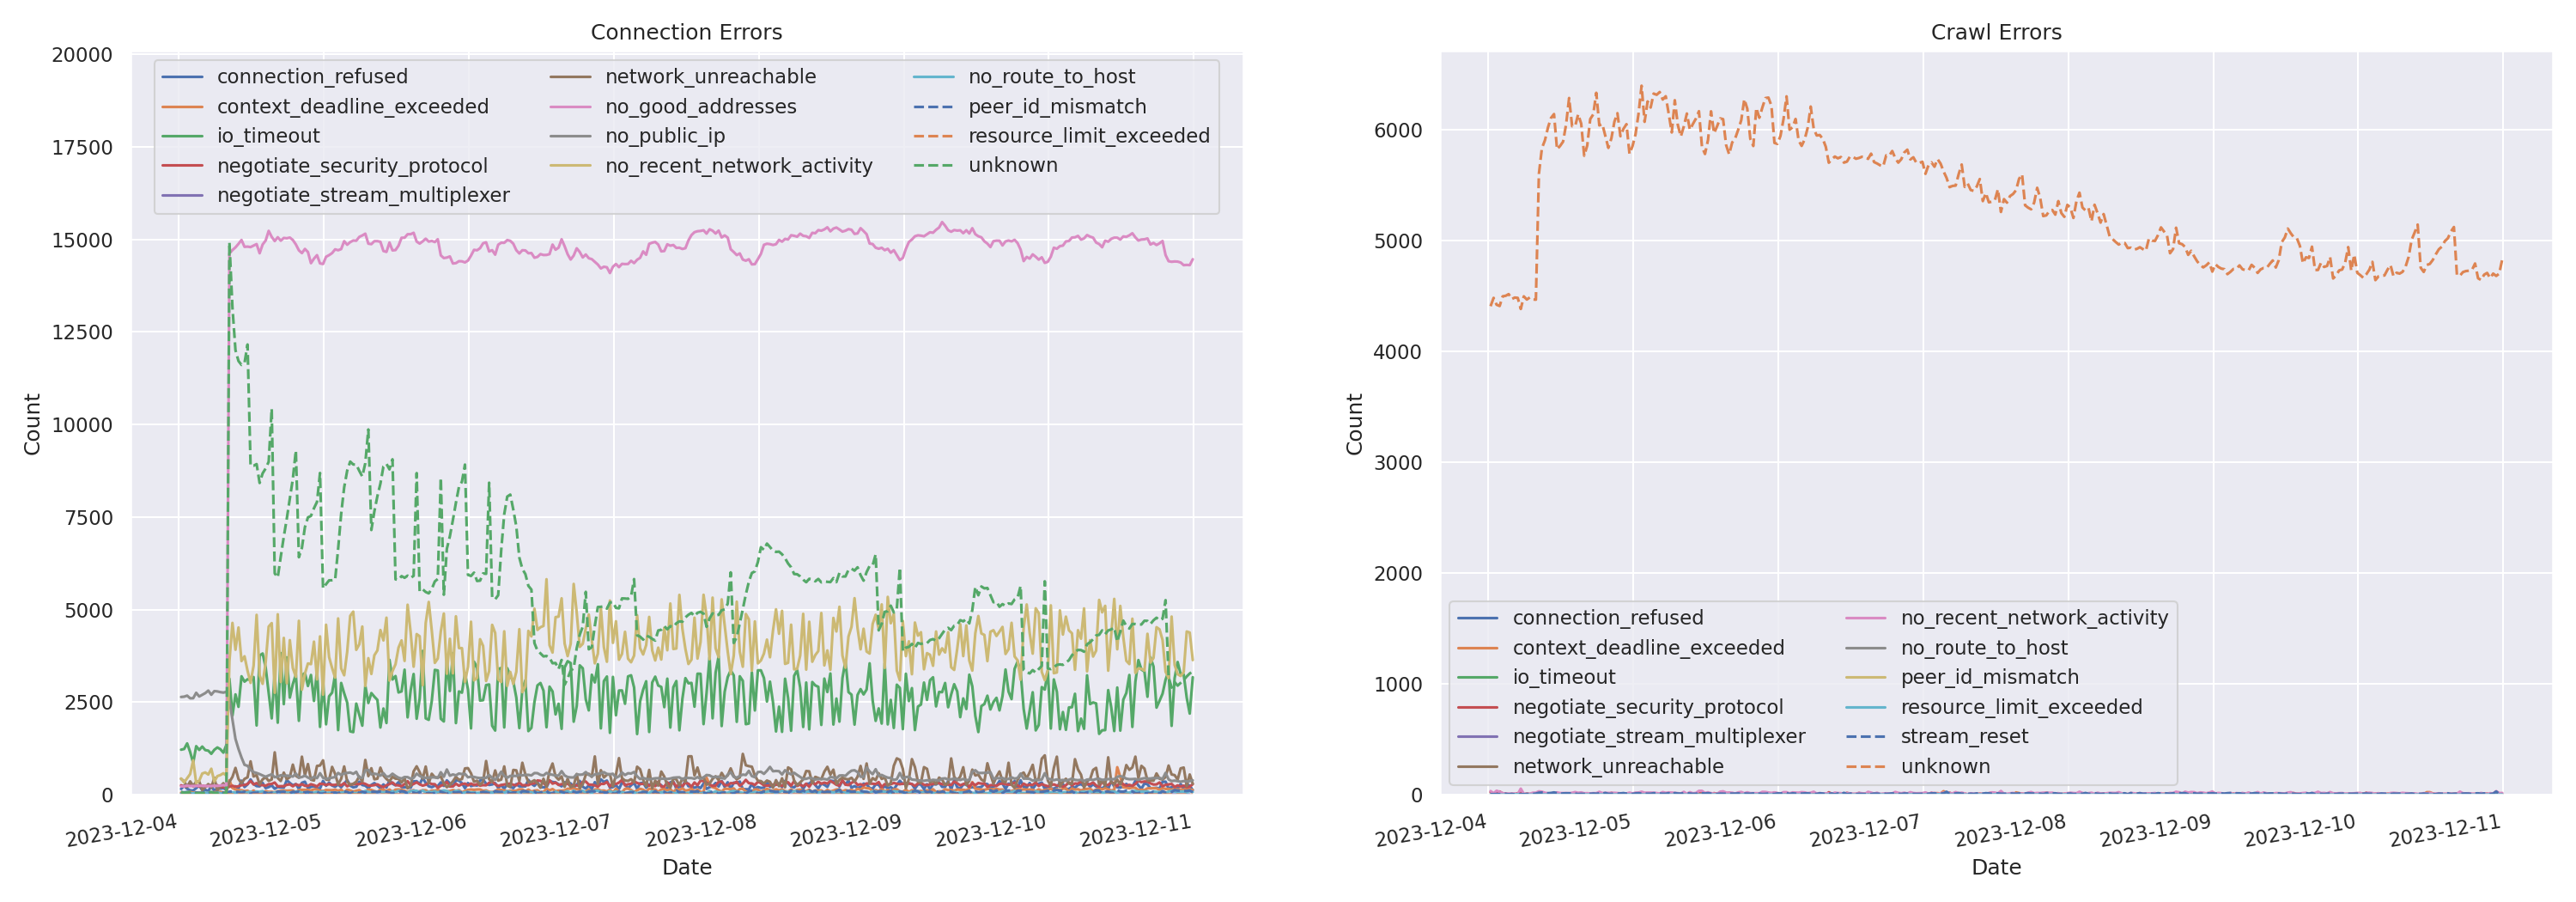 Connection Errors
20000
17500
15000
12500
10000
7500
5000
2500
0
Count
connection_refused
context_deadline_exceeded
io_timeout
negotiate_security_protocol
negotiate_stream_multiplexer
network_unreachable
no_good_addresses
no_public_ip
no_recent_network_activity
no_route_to_host
peer_id_mismatch
resource_limit_exceeded
unknown
2023-12-04
2023-12-05
2023-12-06
2023-12-07
2023-12-08
2023-12-09
2023-12-10
2023-12-11
Date
Crawl Errors
6000
5000
4000
3000
2000
1000
0
Count
connection_refused
context_deadline_exceeded
io_timeout
negotiate_security_protocol
negotiate_stream_multiplexer
network_unreachable
no_recent_network_activity
no_route_to_host
peer_id_mismatch
resource_limit_exceeded
stream_reset
unknown
2023-12-04
2023-12-05
2023-12-06
2023-12-07
2023-12-08
2023-12-09
2023-12-10
2023-12-11
Date